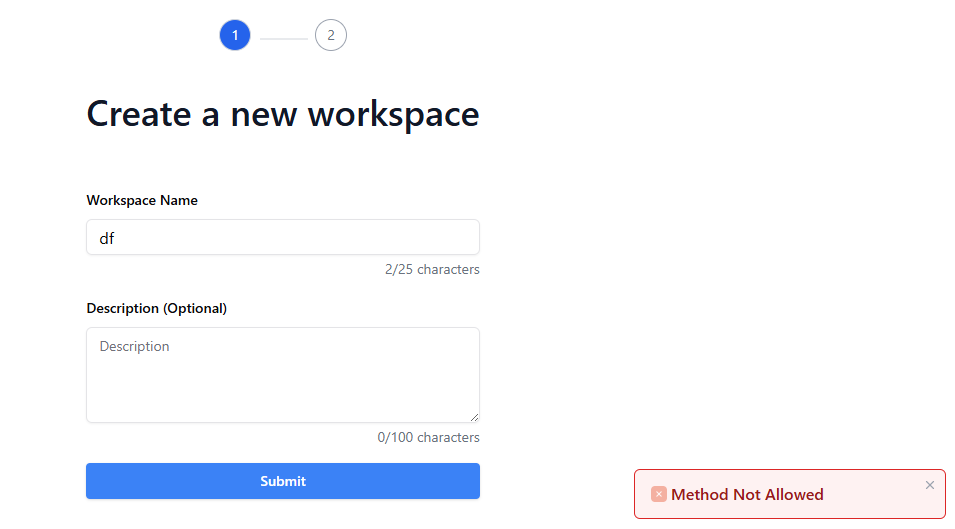 1 2
Create a new workspace
Workspace Name
df
2/25 characters
Description (Optional)
Description
0/100 characters
Submit
Method Not Allowed